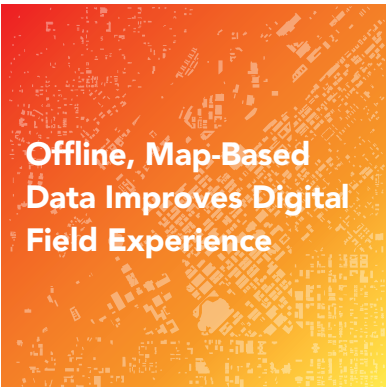 Offline, Map-Based
Data Improves Digital
Field Experience